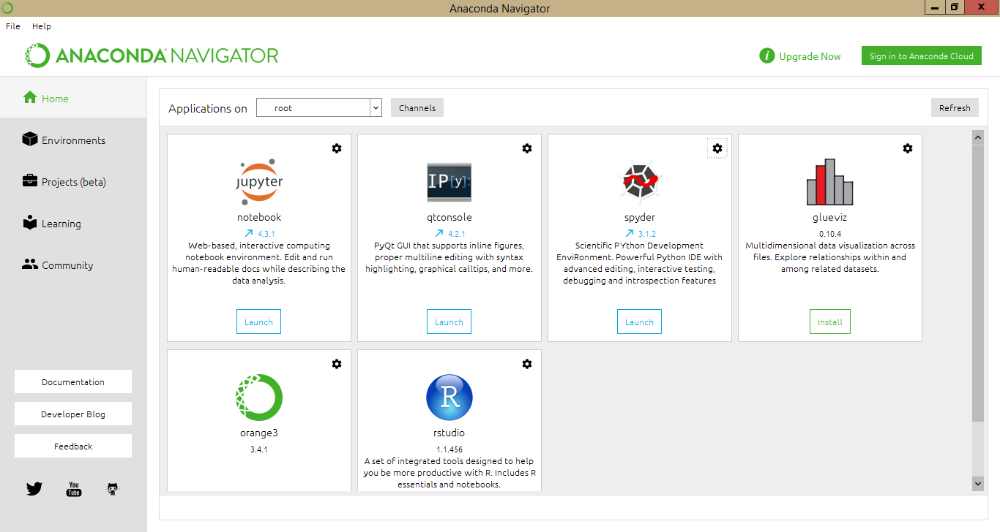 Anaconda Navigator
File Help
ANACONDA NAVIGATOR
i Upgrade Now
Sign in to Anaconda Cloud
Home
Environments
Projects (beta)
Learning
Community
Documentation
Developer Blog
Feedback
You
Tube
Applications on root Channels Refresh
jupyter
notebook
4.3.1
Web-based, interactive computing
notebook environment. Edit and run
human-readable docs while describing the
data analysis.
Launch
IP[y]:
qtconsole
4.2.1
PyQt GUI that supports inline figures,
proper multiline editing with syntax
highlighting, graphical calltips, and more.
Launch
spyder
3.1.2
Scientific PYthon Development
EnviRonment. Powerful Python IDE with
advanced editing, interactive testing,
debugging and introspection features
Launch
glueviz
0.10.4
Multidimensional data visualization across
files. Explore relationships within and
among related datasets.
Install
orange3
3.4.1
R
rstudio
1.1.456
A set of integrated tools designed to help
you be more productive with R. Includes R
essentials and notebooks.